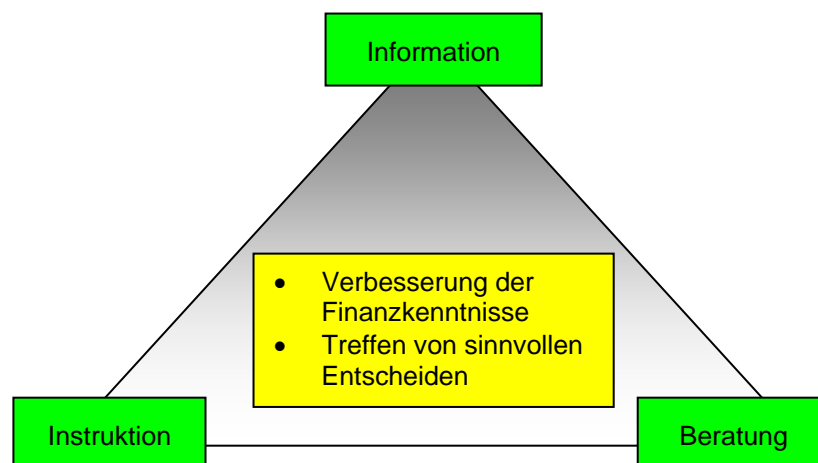 Information
• Verbesserung der
Finanzkenntnisse
• Treffen von sinnvollen
Entscheiden
Instruktion
Beratung